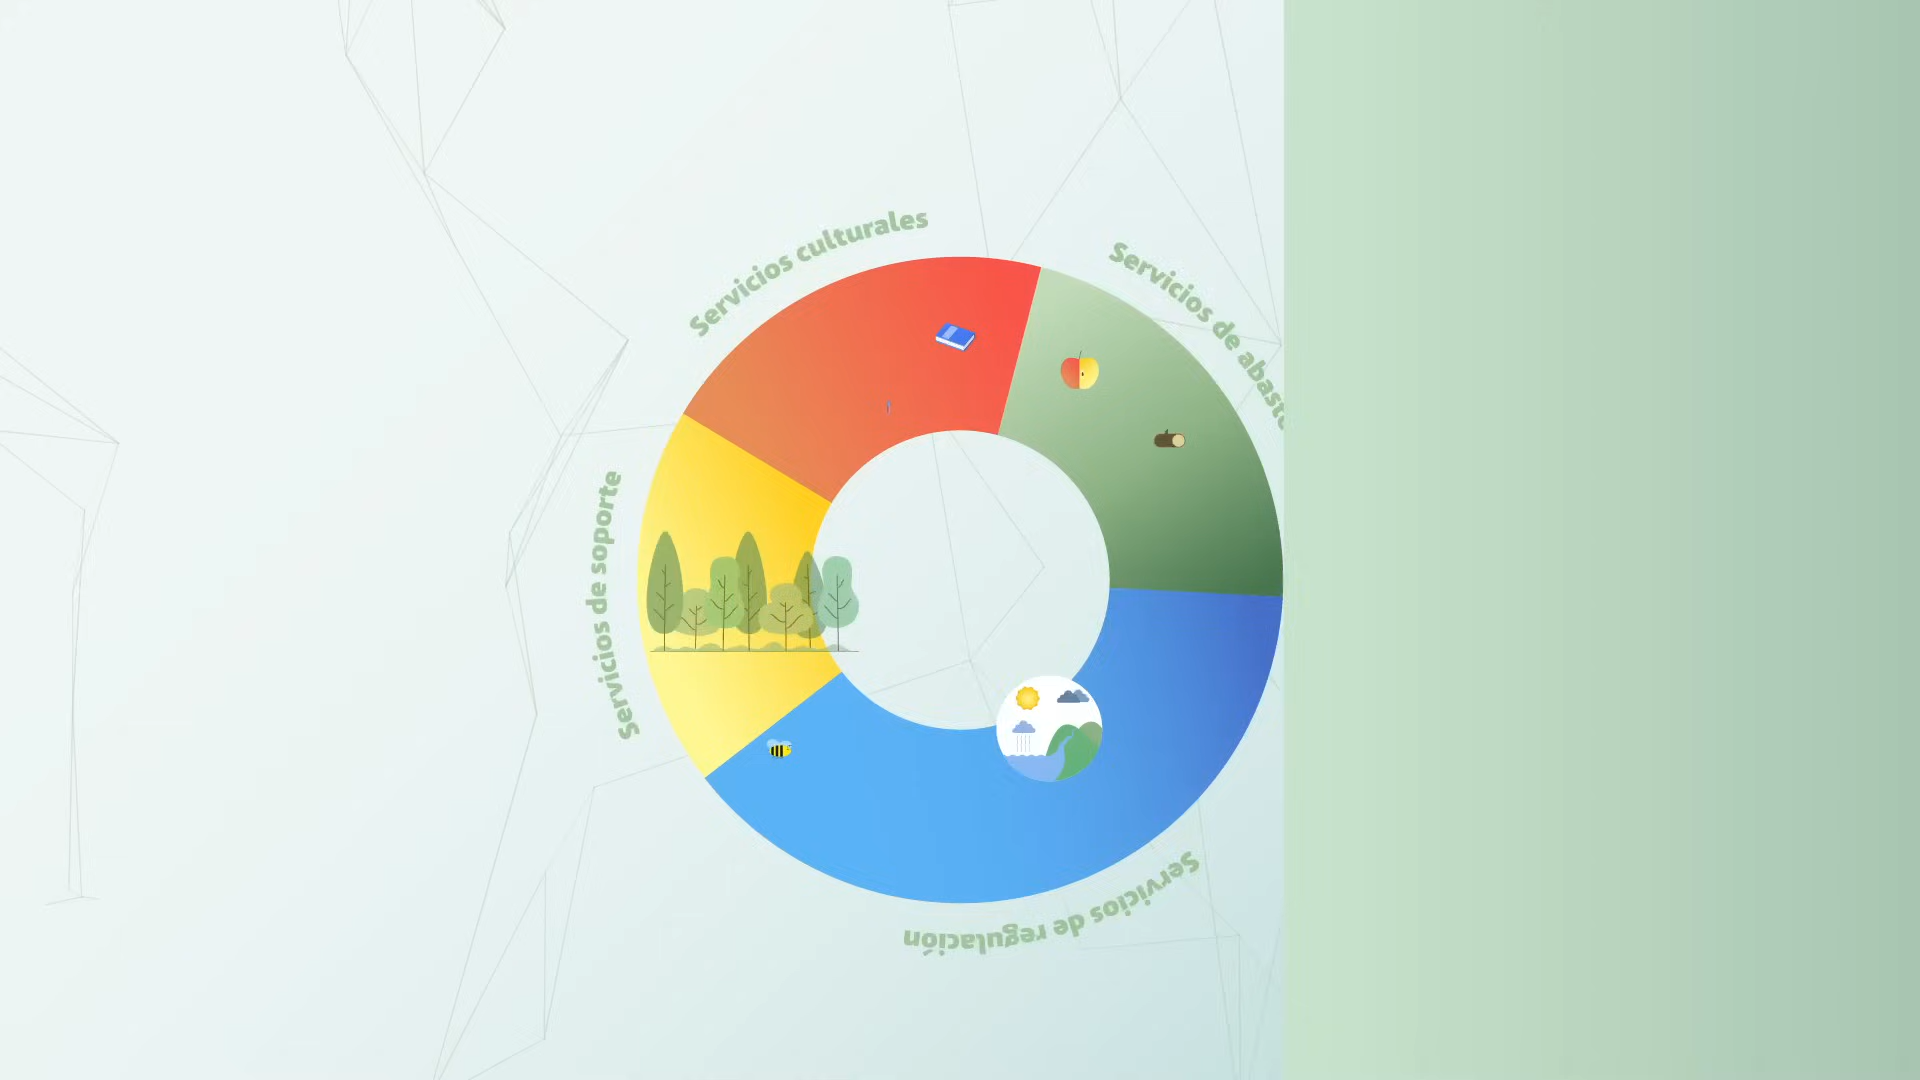 Servicios culturales
Servicios de abast
Servicios de soporte
Servicios de regulación